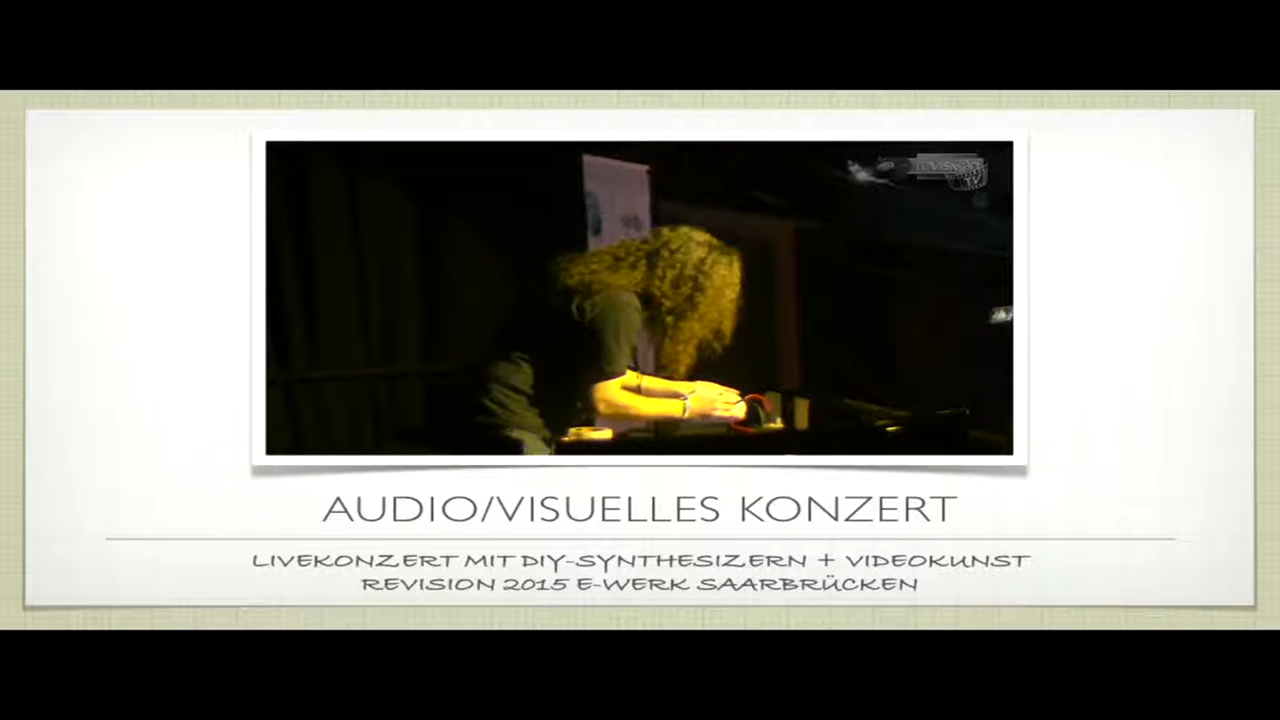 AUDIO/VISUELLES KONZERT
LIVEKONZERT MIT DIY-SYNTHESIZERN + VIDEOKUNST
REVISION 2015 E-WERK SAARBRÜCKEN